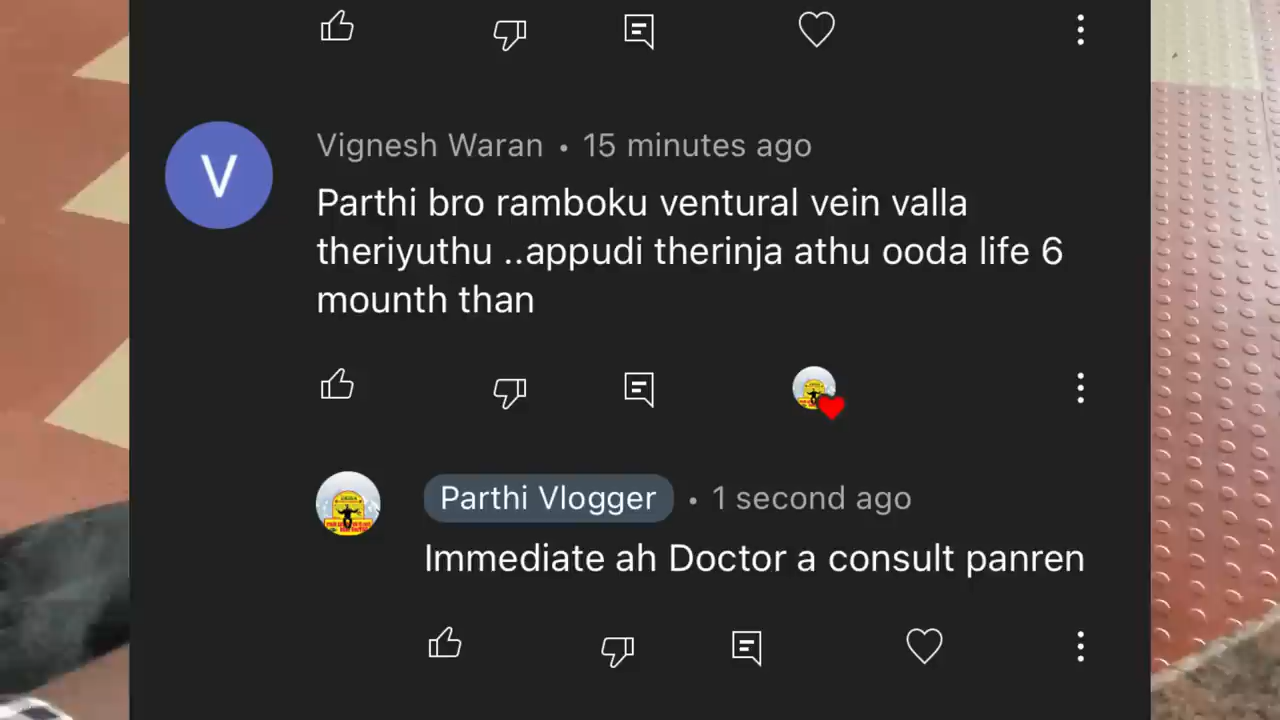 Vignesh Waran • 15 minutes ago
Parthi bro ramboku ventural vein valla
theriyuthu ..appudi therinja athu ooda life 6
mounth than
Parthi Vlogger • 1 second ago
Immediate ah Doctor a consult panren